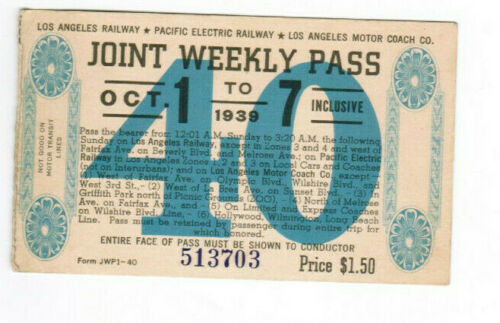 LOS ANGELES RAILWAY ★ PACIFIC ELECTRIC RAILWAY ★ LOS ANGELES MOTOR COACH CO.
JOINT WEEKLY PASS
OCT. 1 TO 7
1939 INCLUSIVE
40
NOT GOOD ON
MOTOR TRANSIT
LINES
Pass the bearer from 12-01 A.M. Sunday to 3:20 A.M. the following
Sunday on Los Angeles Railway, except in Zones 3 and 4 and west of
Fairfax Ave. on Beverly Blvd. and Melrose Ave.; on Pacific Electric
Railway in Los Angeles Zones 1, 2 and 3 on Local Cars and Coaches
(not on Interurbans); and on Los Angeles Motor Coach Co. except—
West of Fairfax Ave. on Olympic Blvd., Wilshire Blvd. and
West 3rd St.,- (2) West of Ave. on Sunset Blvd.,- (3)
Griffith Park north of Picnic Grounds (ZOO), -(4) North of Melrose
Ave. on Fairfax Ave., and- (5) On Limited and Express Coaches
on Wilshire Blvd. Line, - (6) Hollywood, Wilmington, Long Beach
Line. Pass must be retained by passenger during entire trip for
which honored.
ENTIRE FACE OF PASS MUST BE SHOWN TO CONDUCTOR
Form JWP1-40
513703
Price $1.50